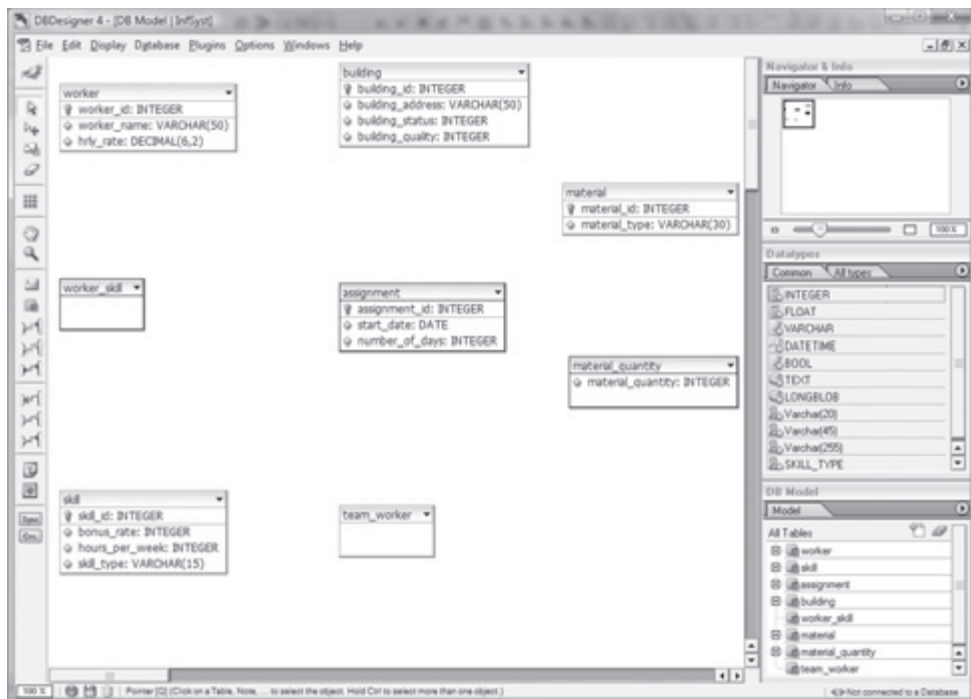 DBDesigner 4 - [DB Model | InfSyst]
File Edit Display Database Plugins Options Windows Help
worker
worker_id: INTEGER
worker_name: VARCHAR(50)
hrly_rate: DECIMAL(6,2)
building
building_id: INTEGER
building_address: VARCHAR(50)
building_status: INTEGER
building_quality: INTEGER
material
material_id: INTEGER
material_type: VARCHAR(30)
worker_skill
assignment
assignment_id: INTEGER
start_date: DATE
number_of_days: INTEGER
material_quantity
material_quantity: INTEGER
skill
skill_id: INTEGER
bonus_rate: INTEGER
hours_per_week: INTEGER
skill_type: VARCHAR(15)
team_worker
Navigator & Info
Navigator Info
100 %
Datatypes
Common All types
INTEGER
FLOAT
VARCHAR
DATETIME
BOOL
TEXT
LONGBLOB
Varchar(20)
Varchar(45)
Varchar(255)
SKILL_TYPE
DB Model
Model
All Tables
worker
skill
assignment
building
worker_skill
material
material_quantity
team_worker
Sync
100 % Pointer [Q] (Click on a Table, Note, ... to select the object. Hold Ctrl to select more than one object.) Not connected to a Database